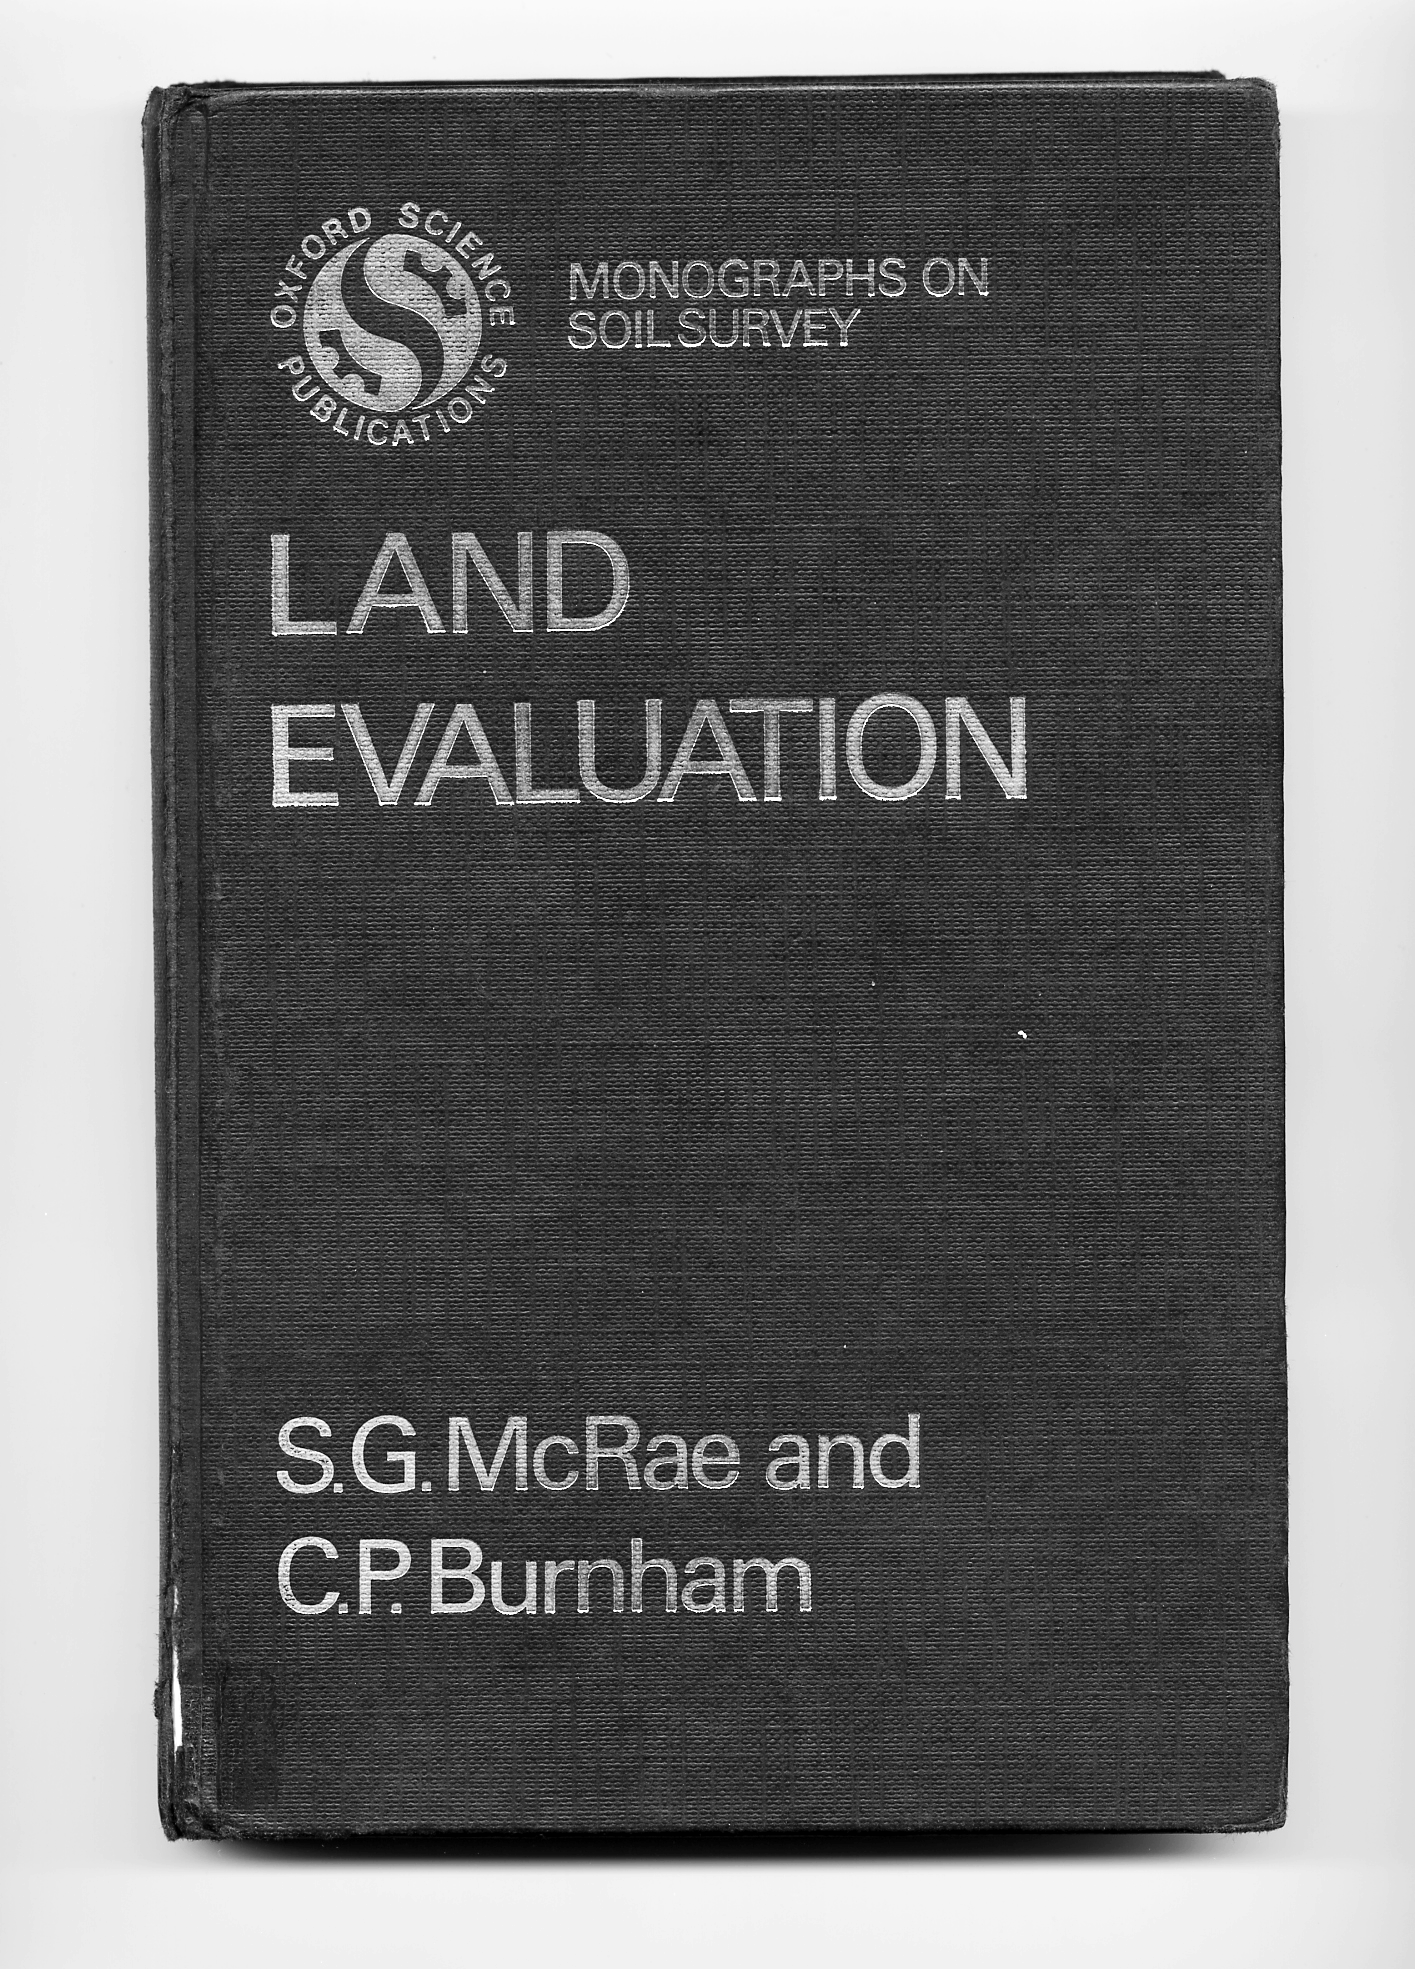 OXFORD SCIENCE
PUBLICATIONS
MONOGRAPHS ON
SOIL SURVEY
LAND
EVALUATION
S.G. McRae and
C.P. Burnham